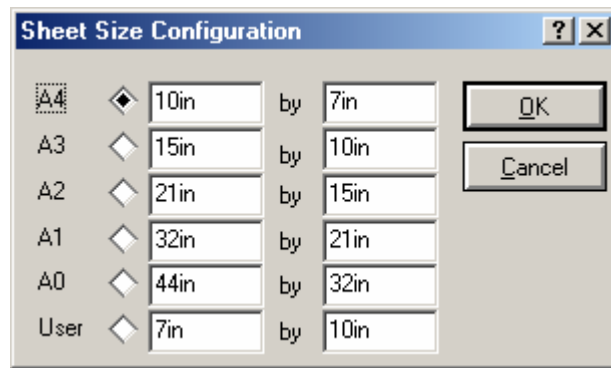 Sheet Size Configuration ? ×
A4 10in by 7in OK
A3 15in by 10in Cancel
A2 21in by 15in
A1 32in by 21in
A0 44in by 32in
User 7in by 10in